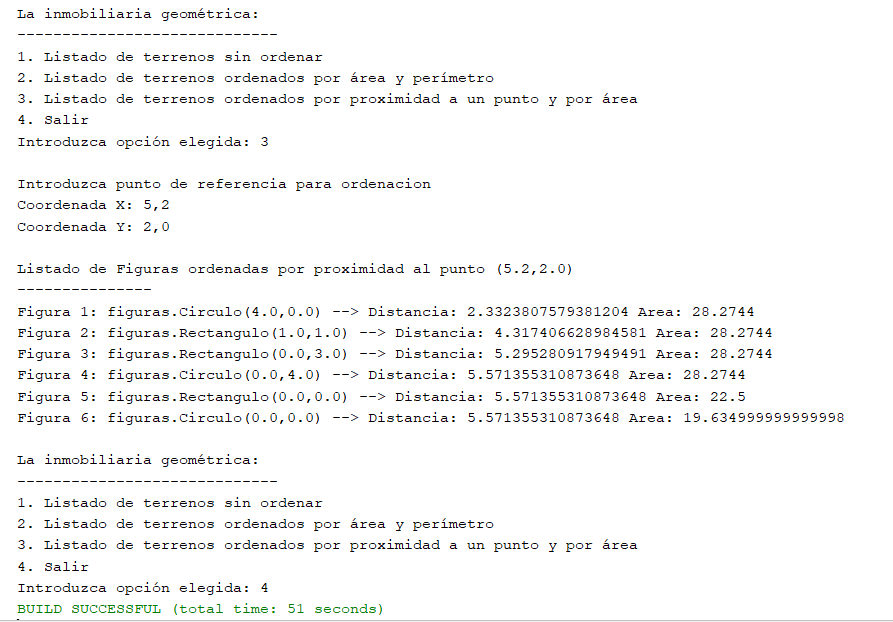 La inmobiliaria geométrica:
-----------------------------
1. Listado de terrenos sin ordenar
2. Listado de terrenos ordenados por área y perímetro
3. Listado de terrenos ordenados por proximidad a un punto y por área
4. Salir
Introduzca opción elegida: 3
Introduzca punto de referencia para ordenacion
Coordenada X: 5,2
Coordenada Y: 2,0
Listado de Figuras ordenadas por proximidad al punto (5.2,2.0)
---------------
Figura 1: figuras.Circulo(4.0,0.0) --> Distancia: 2.3323807579381204 Area: 28.2744
Figura 2: figuras.Rectangulo(1.0,1.0) --> Distancia: 4.317406628984581 Area: 28.2744
Figura 3: figuras.Rectangulo(0.0,3.0) --> Distancia: 5.295280917949491 Area: 28.2744
Figura 4: figuras.Circulo(0.0,4.0) --> Distancia: 5.571355310873648 Area: 28.2744
Figura 5: figuras.Rectangulo(0.0,0.0) --> Distancia: 5.571355310873648 Area: 22.5
Figura 6: figuras.Circulo(0.0,0.0) --> Distancia: 5.571355310873648 Area: 19.634999999999998
La inmobiliaria geométrica:
-----------------------------
1. Listado de terrenos sin ordenar
2. Listado de terrenos ordenados por área y perímetro
3. Listado de terrenos ordenados por proximidad a un punto y por área
4. Salir
Introduzca opción elegida: 4
BUILD SUCCESSFUL (total time: 51 seconds)